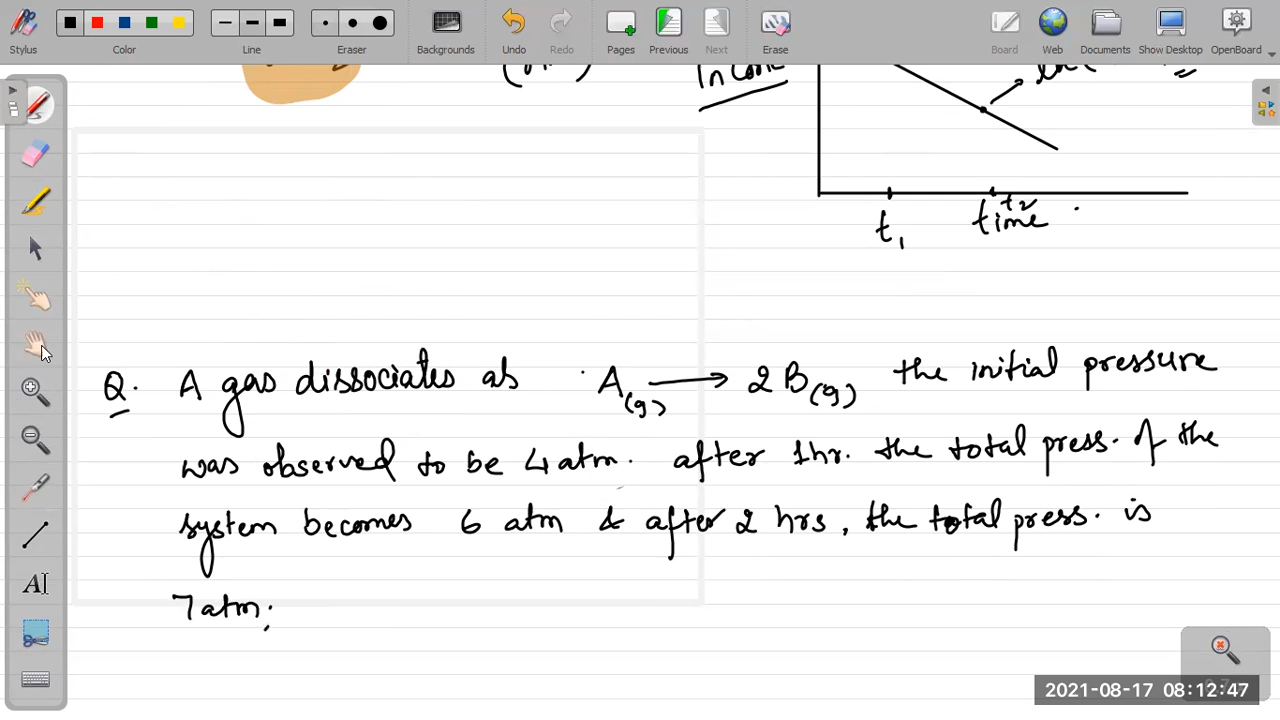 Stylus
Color
Line
Eraser
Backgrounds
Undo
Redo
Pages
Previous
Next
Erase
Board
Web
Documents
Show Desktop
OpenBoard
t₁
t₂
time
Q. A gas dissociates as A(g) → 2B(g) the initial pressure
was observed to be 4 atm. after 1hr. the total press. of the
system becomes 6 atm & after 2 hrs, the total press. is
7 atm.
2021-08-17 08:12:47